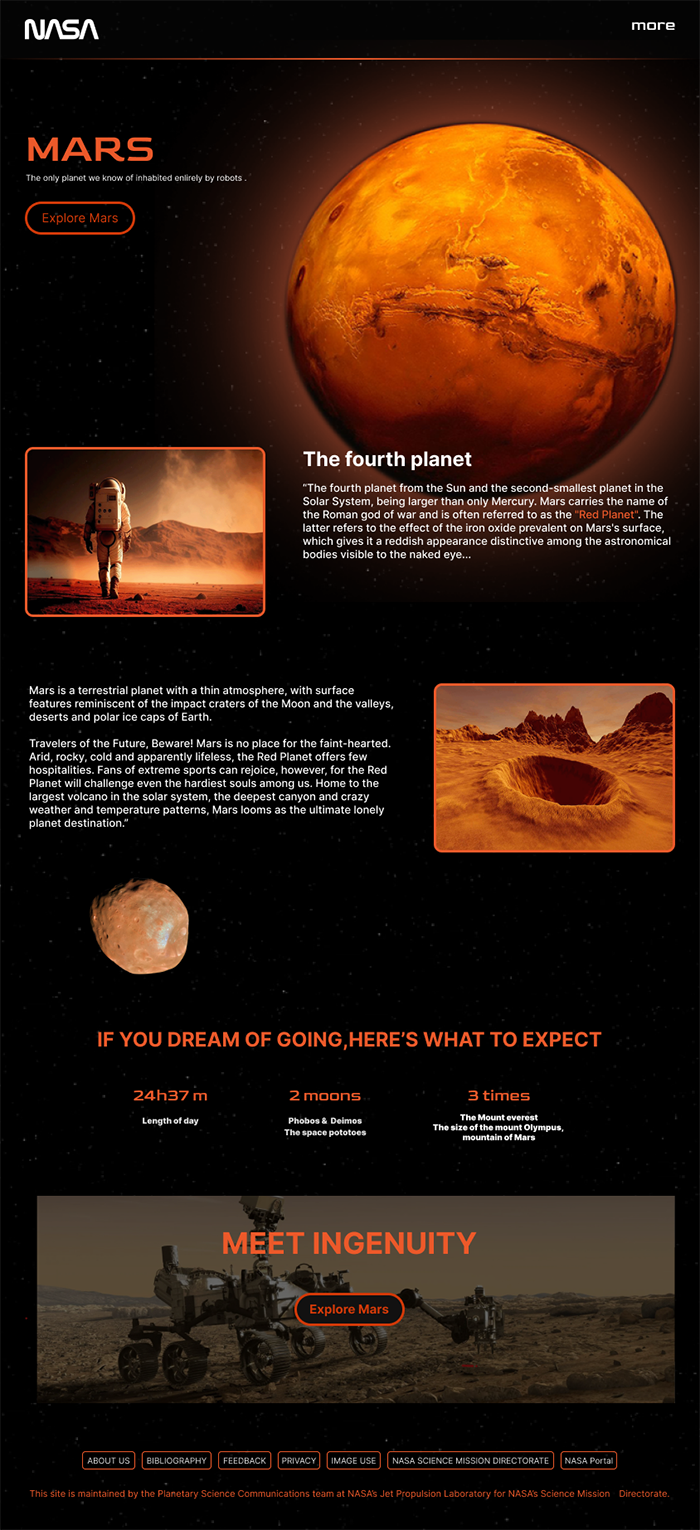 NASA
more
MARS
The only planet we know of inhabited enlirely by robots .
Explore Mars
The fourth planet
“The fourth planet from the Sun and the second-smallest planet in the
Solar System, being larger than only Mercury. Mars carries the name of
the Roman god of war and is often referred to as the "Red Planet". The
latter refers to the effect of the iron oxide prevalent on Mars's surface,
which gives it a reddish appearance distinctive among the astronomical
bodies visible to the naked eye...
Mars is a terrestrial planet with a thin atmosphere, with surface
features reminiscent of the impact craters of the Moon and the valleys,
deserts and polar ice caps of Earth.
Travelers of the Future, Beware! Mars is no place for the faint-hearted.
Arid, rocky, cold and apparently lifeless, the Red Planet offers few
hospitalities. Fans of extreme sports can rejoice, however, for the Red
Planet will challenge even the hardiest souls among us. Home to the
largest volcano in the solar system, the deepest canyon and crazy
weather and temperature patterns, Mars looms as the ultimate lonely
planet destination.”
IF YOU DREAM OF GOING,HERE’S WHAT TO EXPECT
24h37 m
Length of day
2 moons
Phobos & Deimos
The space pototoes
3 times
The Mount everest
The size of the mount Olympus,
mountain of Mars
MEET INGENUITY
Explore Mars
ABOUT US
BIBLIOGRAPHY
FEEDBACK
PRIVACY
IMAGE USE
NASA SCIENCE MISSION DIRECTORATE
NASA Portal
This site is maintained by the Planetary Science Communications team at NASA’s Jet Propulsion Laboratory for NASA’s Science Mission Directorate.